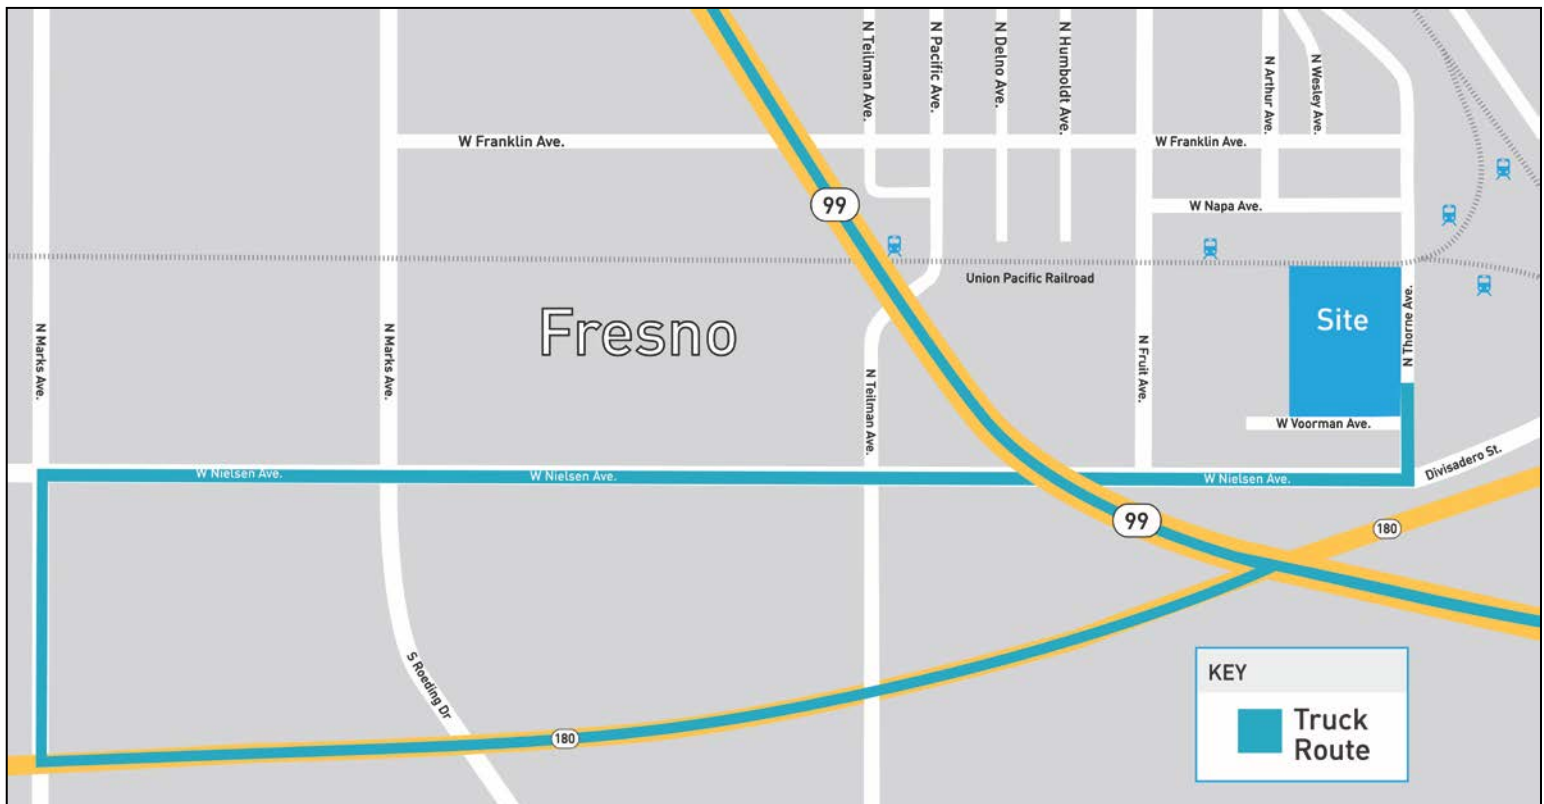 N Teilman Ave.
N Pacific Ave.
N Delno Ave.
N Humboldt Ave.
N Arthur Ave.
N Wesley Ave.
W Franklin Ave.
W Franklin Ave.
99
W Napa Ave.
Union Pacific Railroad
Fresno
Site
N Marks Ave.
N Marks Ave.
N Teilman Ave.
N Fruit Ave.
N Thorne Ave.
W Voorman Ave.
W Nielsen Ave.
W Nielsen Ave.
W Nielsen Ave.
Divisadero St.
99
180
S Roeding Dr
180
KEY
Truck
Route